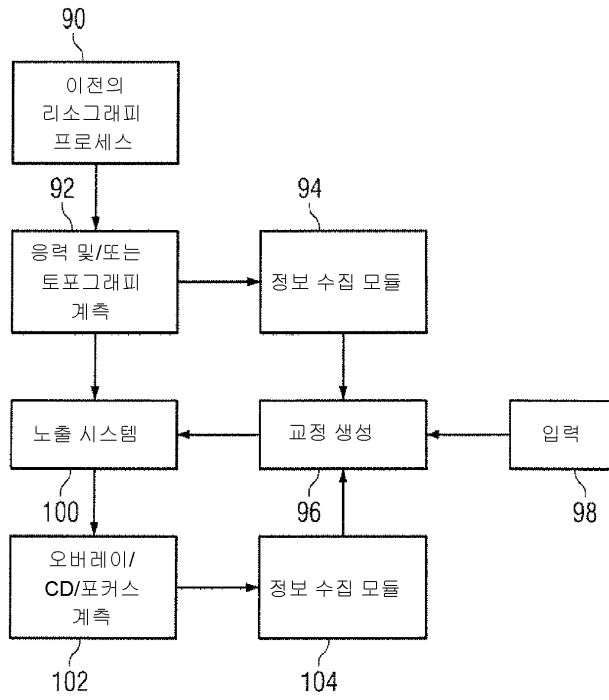 90
이전의
리소그래피
프로세스
92
94
응력 및/또는
토포그래피
계측
정보 수집 모듈
노출 시스템
교정 생성
입력
100
96
98
오버레이/
CD/포커스
계측
정보 수집 모듈
102
104